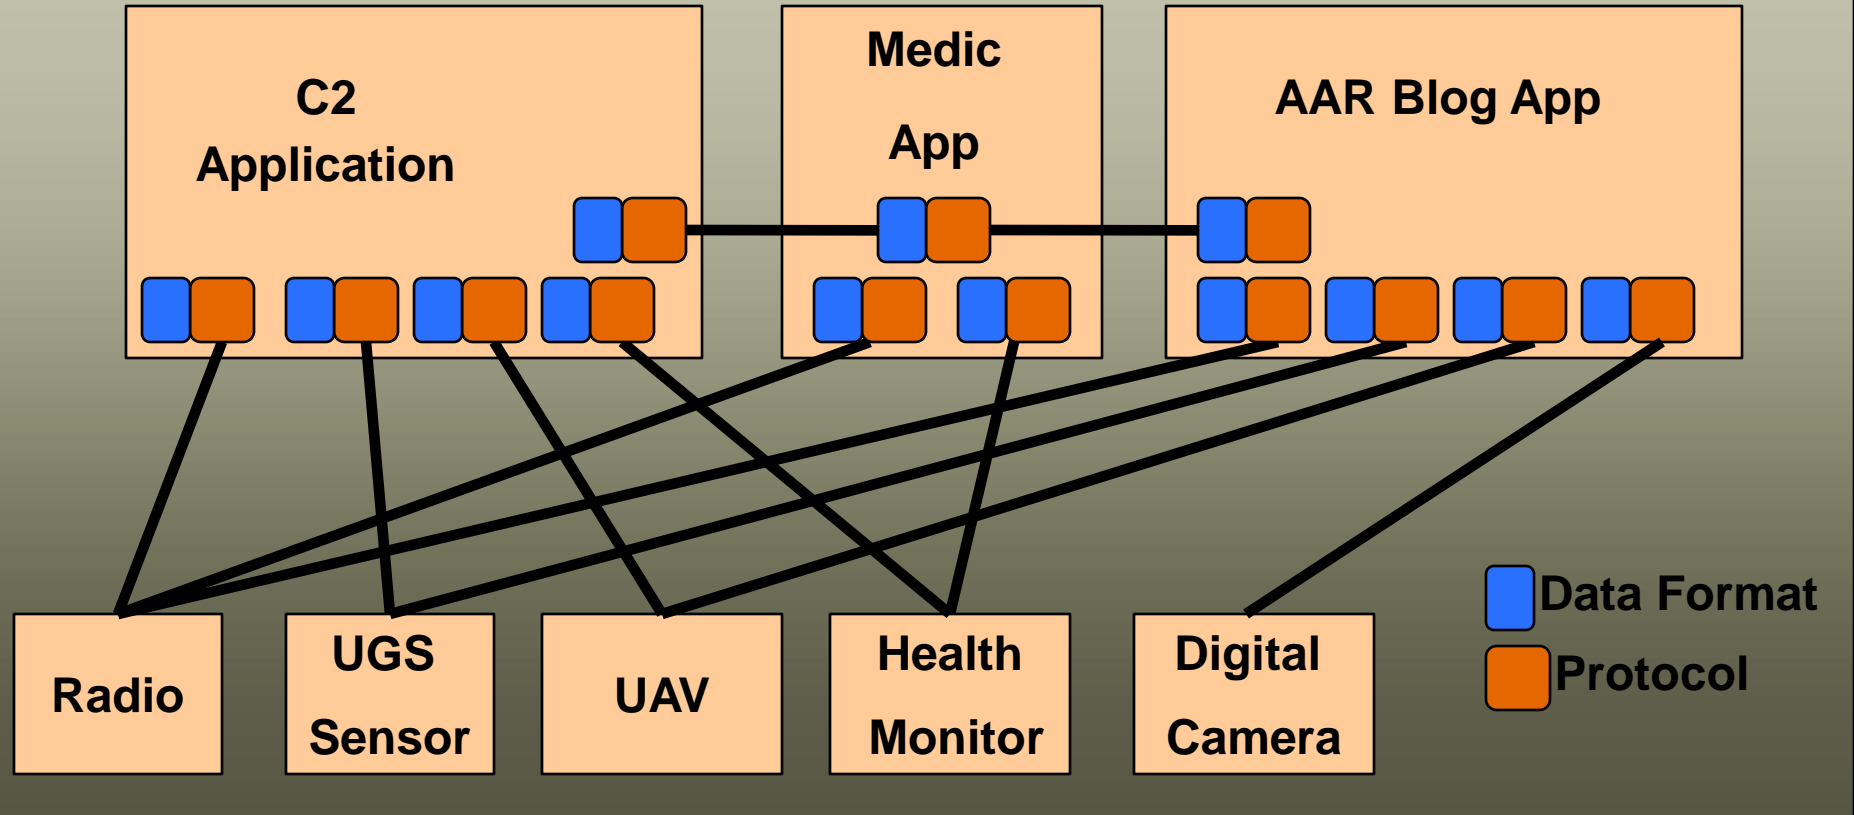 C2
Application
Medic
App
AAR Blog App
Radio
UGS
Sensor
UAV
Health
Monitor
Digital
Camera
Data Format
Protocol